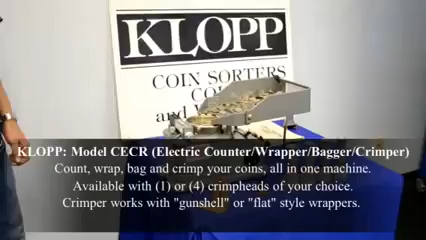 KLOPP
COIN SORTERS
and
KLOPP: Model CECR (Electric Counter/Wrapper/Bagger/Crimper)
Count, wrap, bag and crimp your coins, all in one machine.
Available with (1) or (4) crimpheads of your choice.
Crimper works with "gunshell" or "flat" style wrappers.